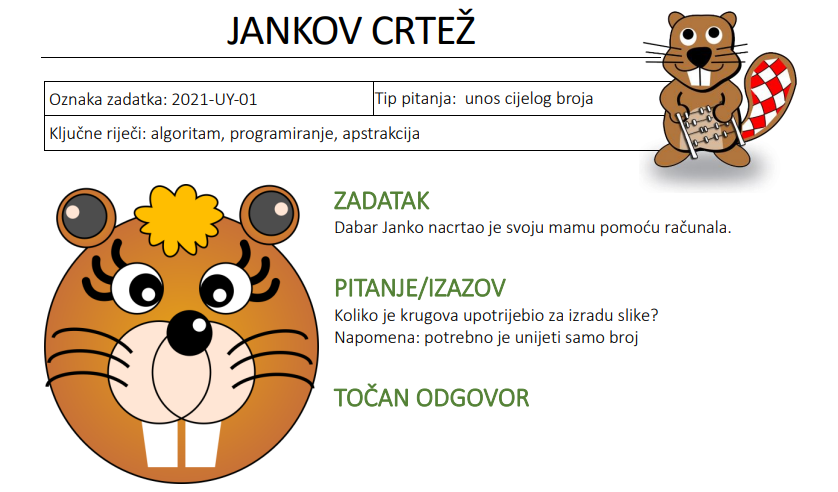 JANKOV CRTEŽ
Oznaka zadatka: 2021-UY-01
Tip pitanja: unos cijelog broja
Ključne riječi: algoritam, programiranje, apstrakcija
ZADATAK
Dabar Janko nacrtao je svoju mamu pomoću računala.
PITANJE/IZAZOV
Koliko je krugova upotrijebio za izradu slike?
Napomena: potrebno je unijeti samo broj
TOČAN ODGOVOR